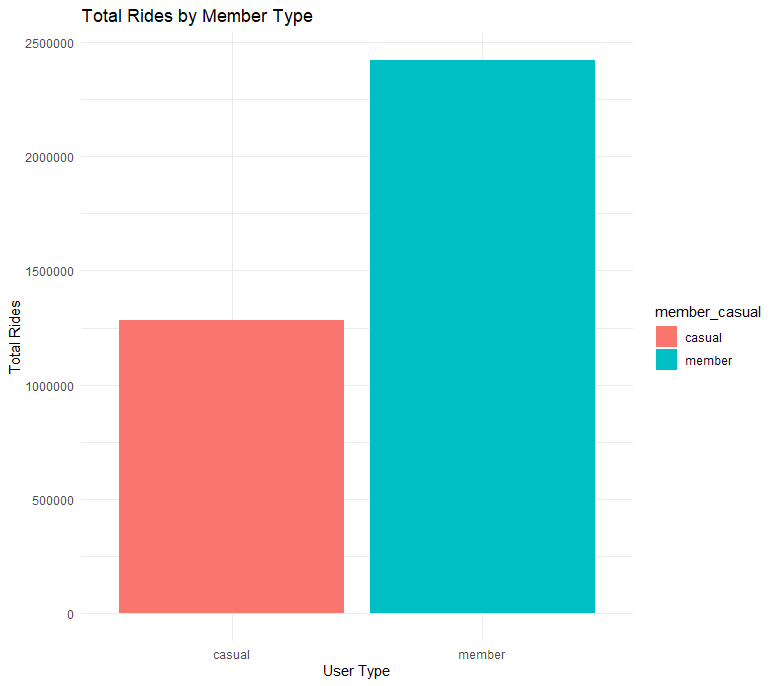 Total Rides by Member Type
2500000
2000000
1500000
1000000
500000
0
Total Rides
casual
member
User Type
member_casual
casual
member